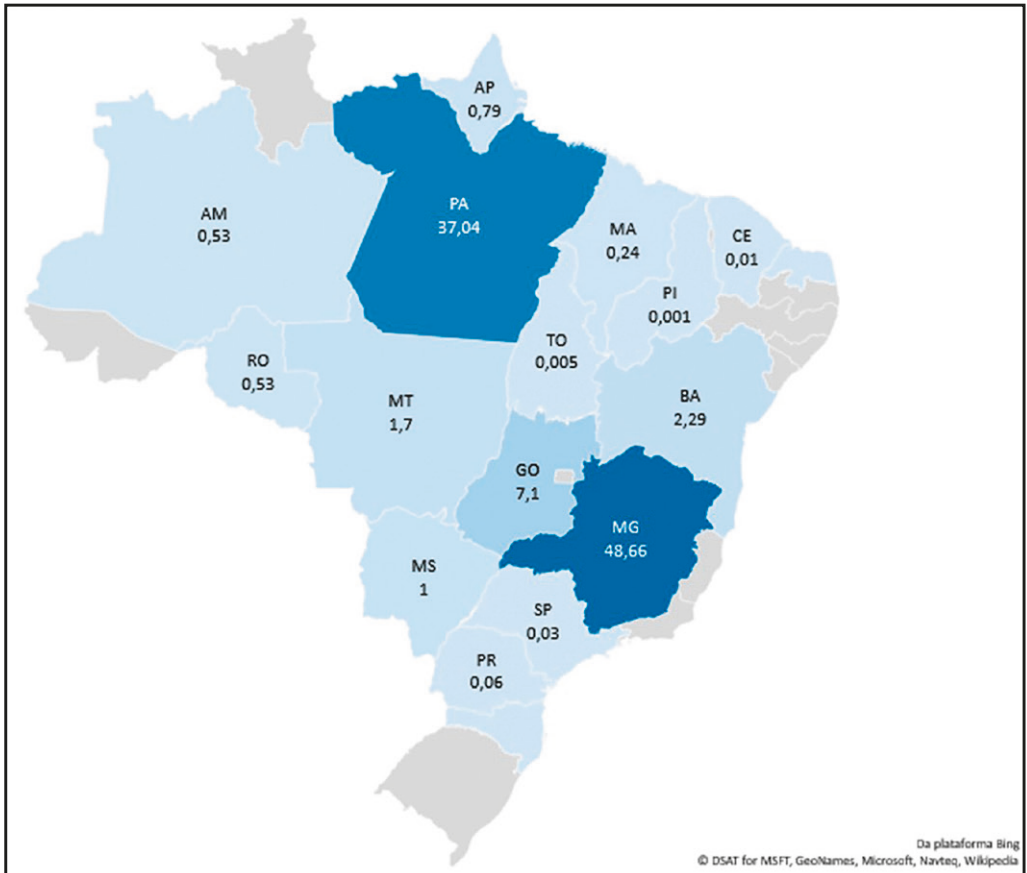 AP
0,79
PA
37,04
AM
0,53
MA
0,24
CE
0,01
PI
0,001
TO
0,005
RO
0,53
MT
1,7
BA
2,29
GO
7,1
MG
48,66
MS
1
SP
0,03
PR
0,06
Da plataforma Bing
© DSAT for MSFT, GeoNames, Microsoft, Navteq, Wikipedia